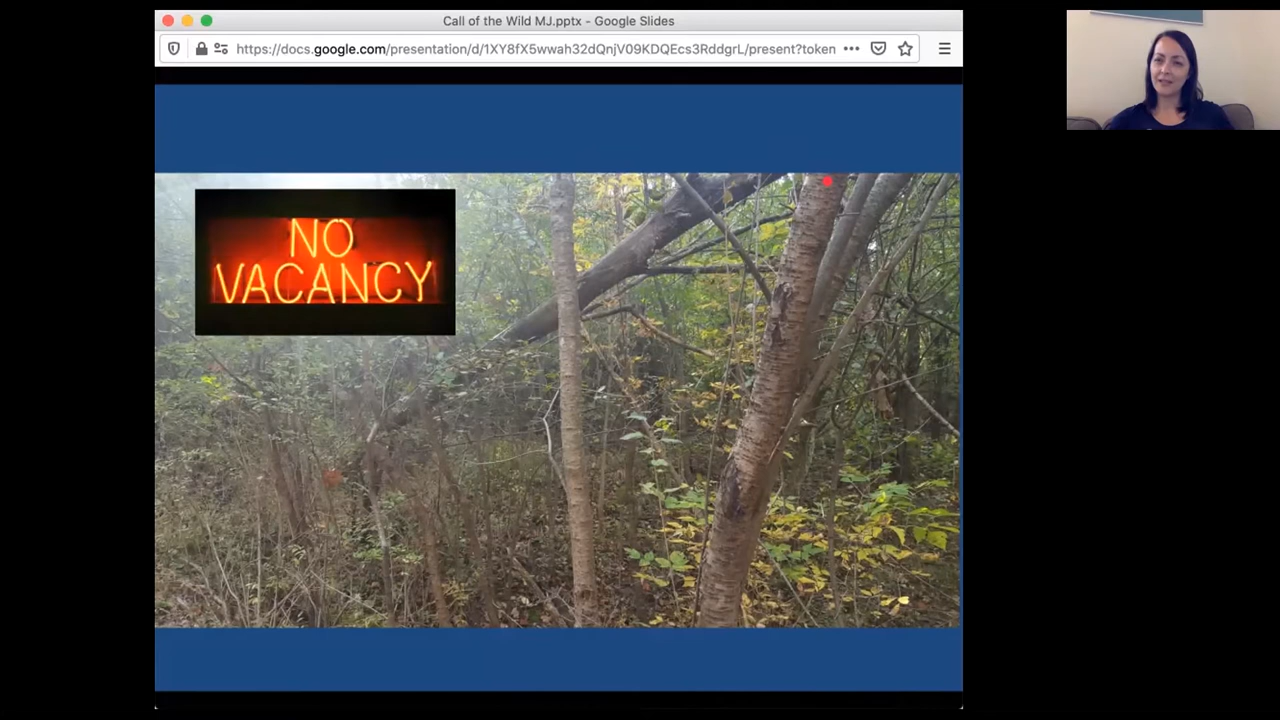 Call of the Wild MJ.pptx - Google Slides
https://docs.google.com/presentation/d/1XY8fX5wwah32dQnjV09KDQEcs3RddgrL/present?token
NO
VACANCY